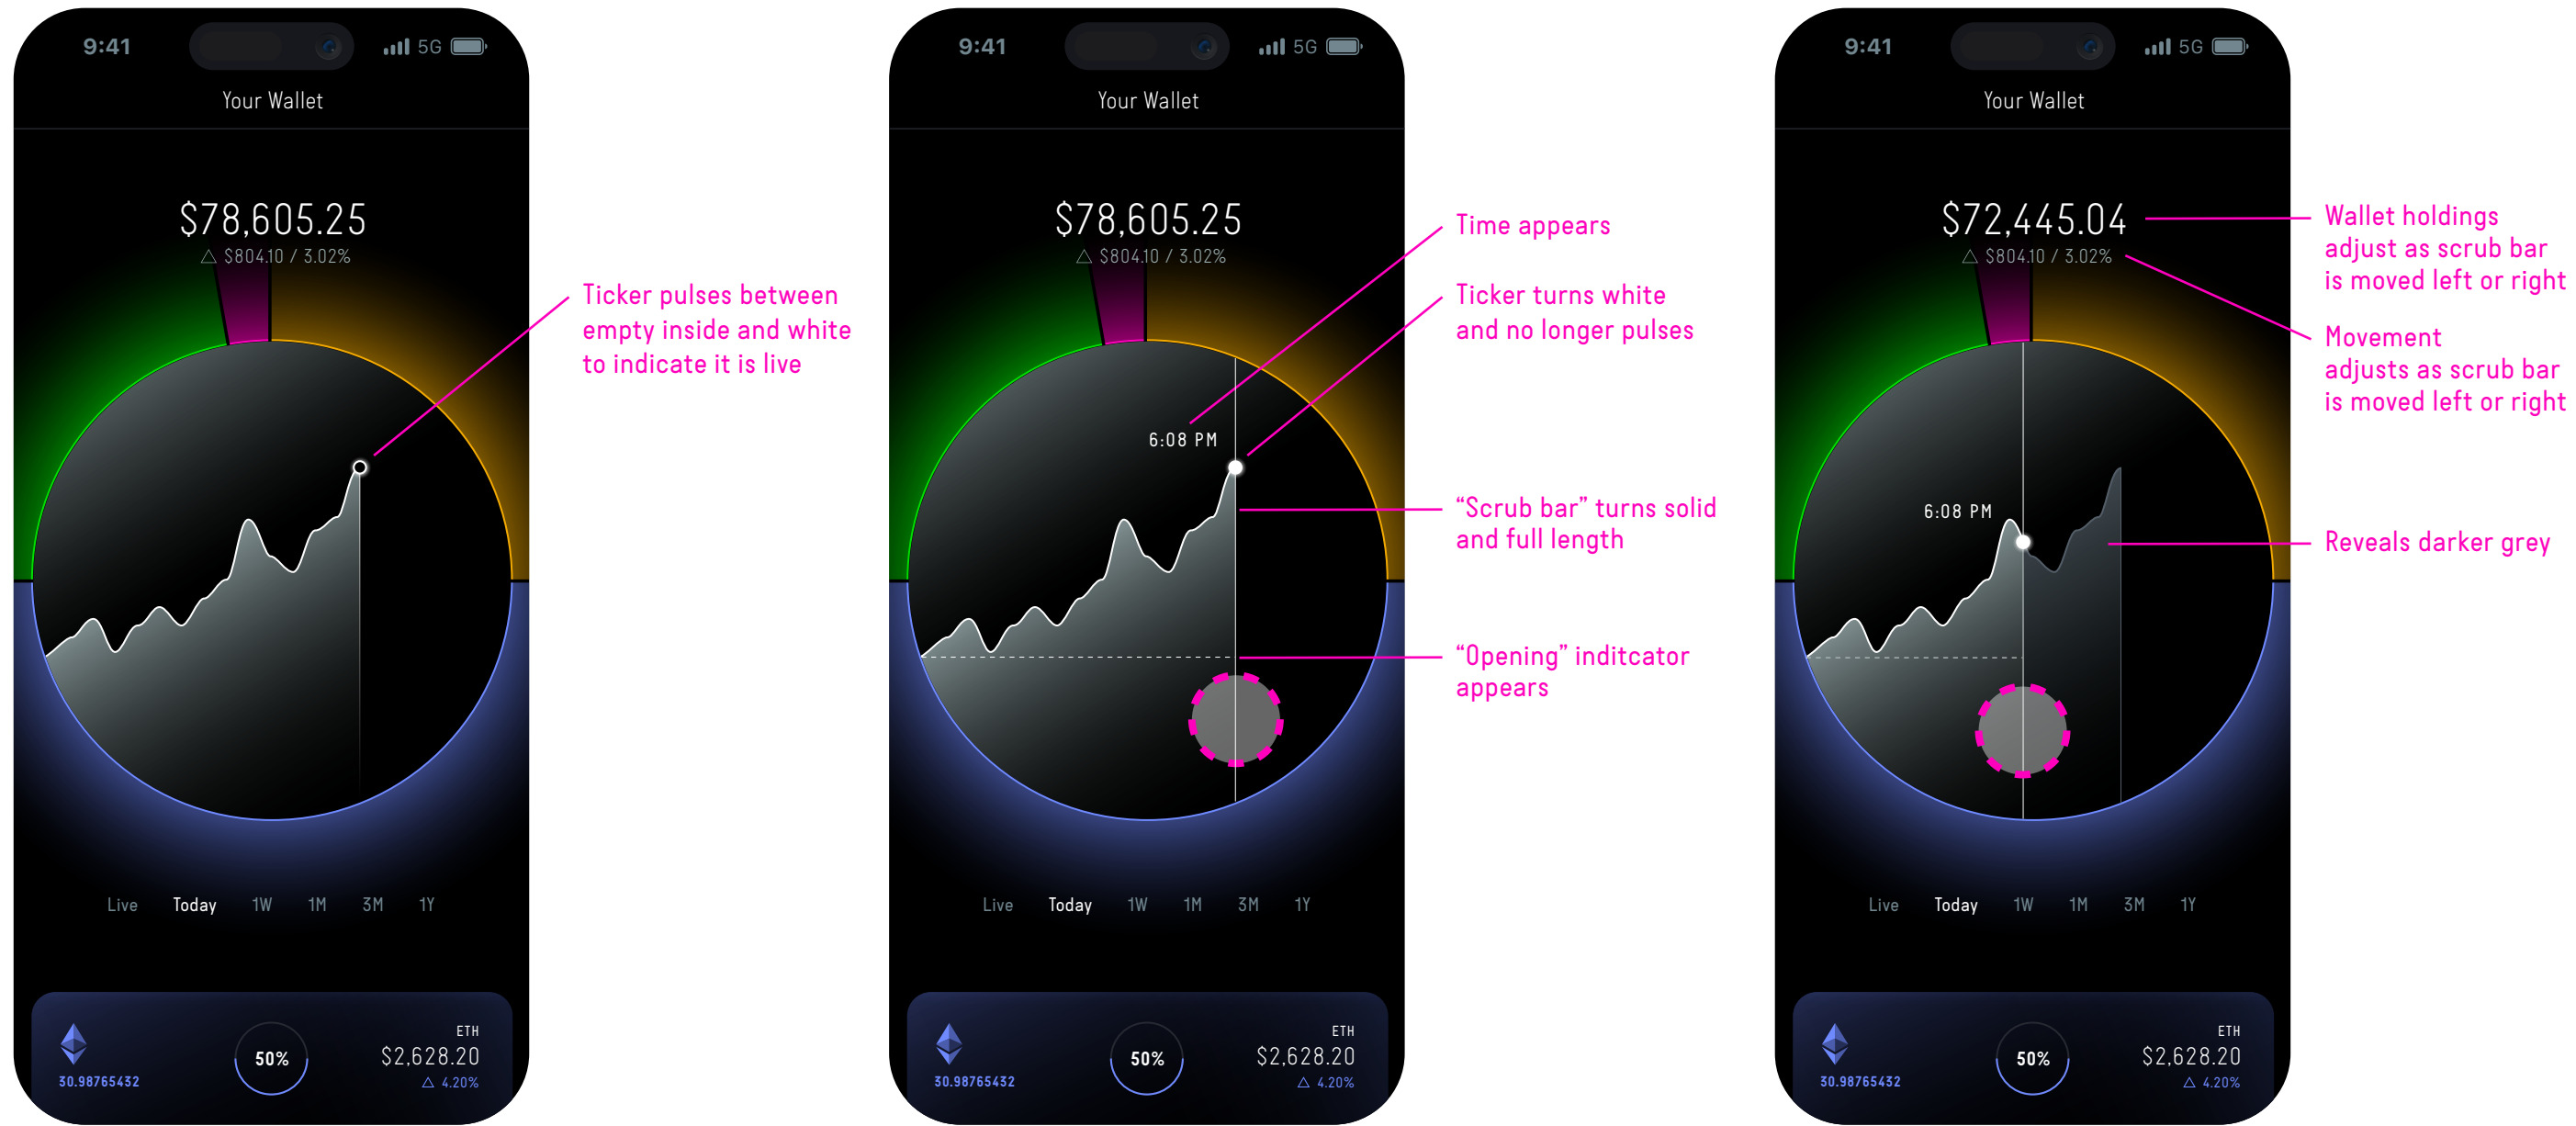 9:41
5G
Your Wallet
$78,605.25
△ $804.10 / 3.02%
Ticker pulses between
empty inside and white
to indicate it is live
Live Today 1W 1M 3M 1Y
30.98765432
50%
ETH
$2,628.20
△ 4.20%
9:41
5G
Your Wallet
$78,605.25
△ $804.10 / 3.02%
Time appears
Ticker turns white
and no longer pulses
6:08 PM
“Scrub bar” turns solid
and full length
“Opening” inditcator
appears
Live Today 1W 1M 3M 1Y
30.98765432
50%
ETH
$2,628.20
△ 4.20%
9:41
5G
Your Wallet
$72,445.04
△ $804.10 / 3.02%
Wallet holdings
adjust as scrub bar
is moved left or right
Movement
adjusts as scrub bar
is moved left or right
6:08 PM
Reveals darker grey
Live Today 1W 1M 3M 1Y
30.98765432
50%
ETH
$2,628.20
△ 4.20%